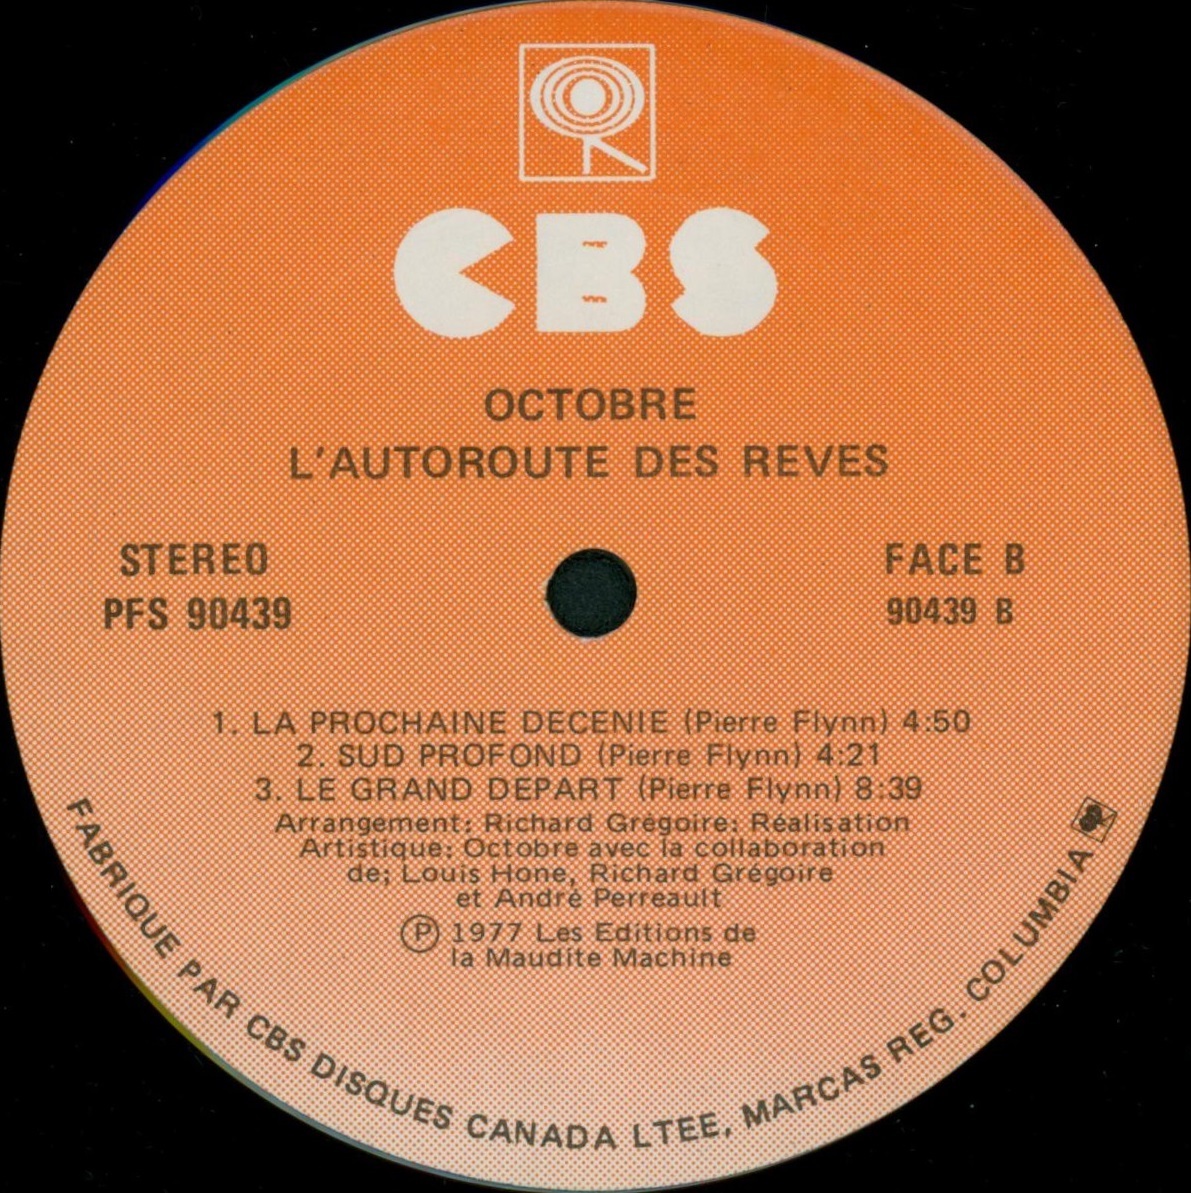 CBS
OCTOBRE
L'AUTOROUTE DES REVES
STEREO
PFS 90439
FACE B
90439 B
1. LA PROCHAINE DECENIE (Pierre Flynn) 4:50
2. SUD PROFOND (Pierre Flynn) 4:21
3. LE GRAND DEPART (Pierre Flynn) 8:39
Arrangement: Richard Grégoire: Réalisation
Artistique: Octobre avec la collaboration
de; Louis Hone, Richard Grégoire
et André Perreault
Ⓟ 1977 Les Editions de
la Maudite Machine
FABRIQUE PAR CBS DISQUES CANADA LTEE, MARCAS REG. COLUMBIA